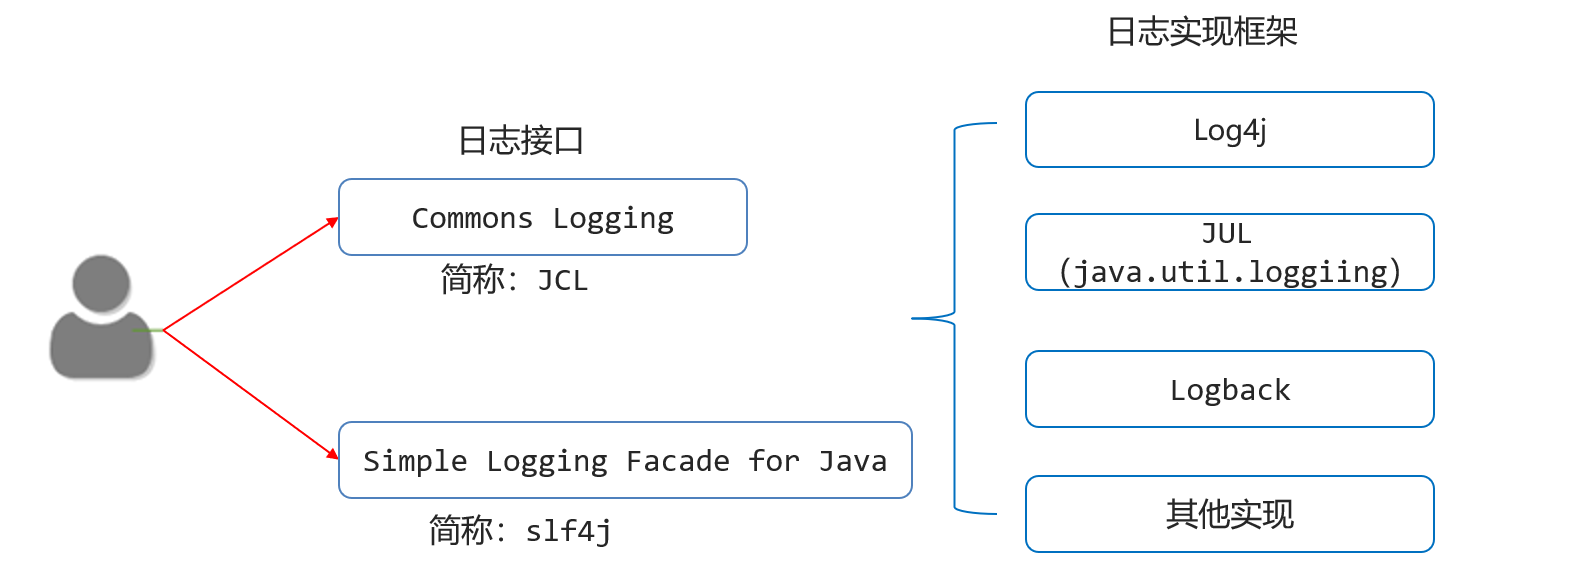 日志接口
Commons Logging
简称：JCL
Simple Logging Facade for Java
简称：slf4j
日志实现框架
Log4j
JUL
（java.util.loggiing）
Logback
其他实现